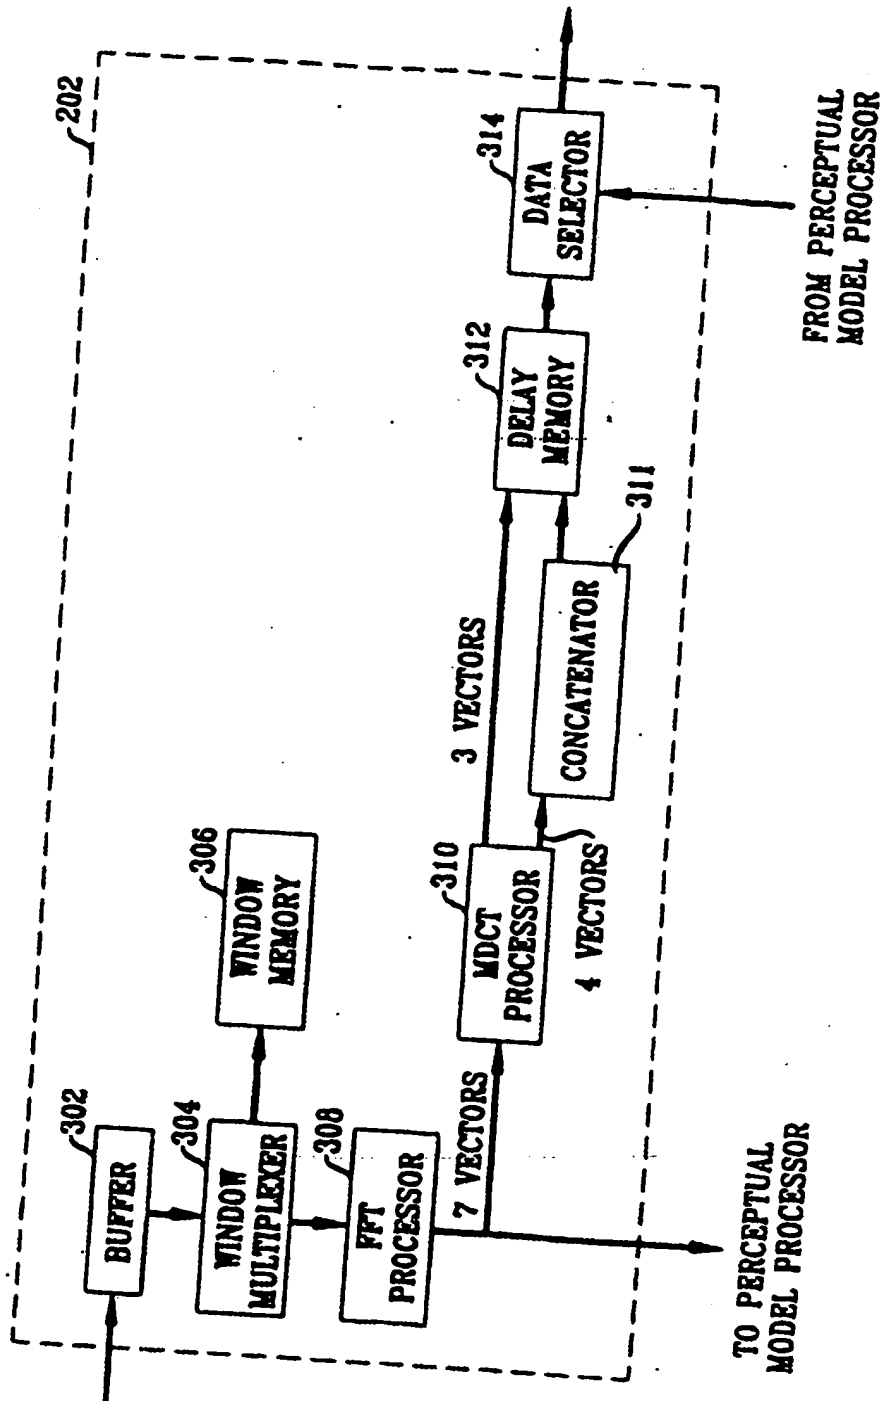 202
302
BUFFER
304
WINDOW
MULTIPLEXER
306
WINDOW
MEMORY
308
FFT
PROCESSOR
7 VECTORS
310
MDCT
PROCESSOR
3 VECTORS
4 VECTORS
311
CONCATENATOR
312
DELAY
MEMORY
314
DATA
SELECTOR
TO PERCEPTUAL
MODEL PROCESSOR
FROM PERCEPTUAL
MODEL PROCESSOR